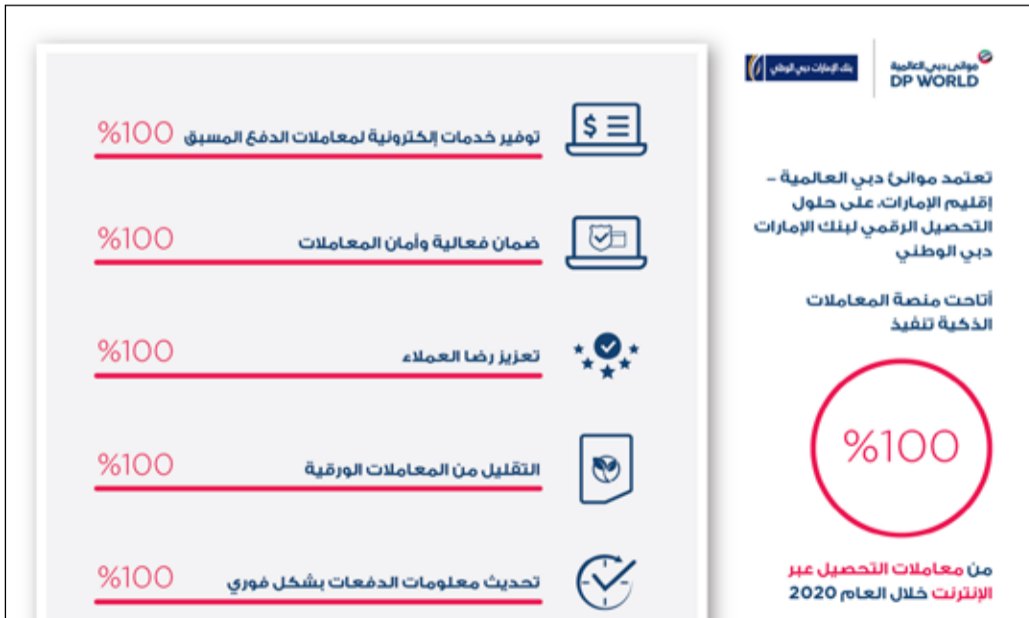 موانئ دبي العالمية
DP WORLD
بنك الإمارات دبي الوطني
تعتمد موانئ دبي العالمية –
إقليم الإمارات، على حلول
التحصيل الرقمي لبنك الإمارات
دبي الوطني
أتاحت منصة المعاملات
الذكية تنفيذ
%100
من معاملات التحصيل عبر
الإنترنت خلال العام 2020
توفير خدمات إلكترونية لمعاملات الدفع المسبق %100
ضمان فعالية وأمان المعاملات %100
تعزيز رضا العملاء %100
التقليل من المعاملات الورقية %100
تحديث معلومات الدفعات بشكل فوري %100